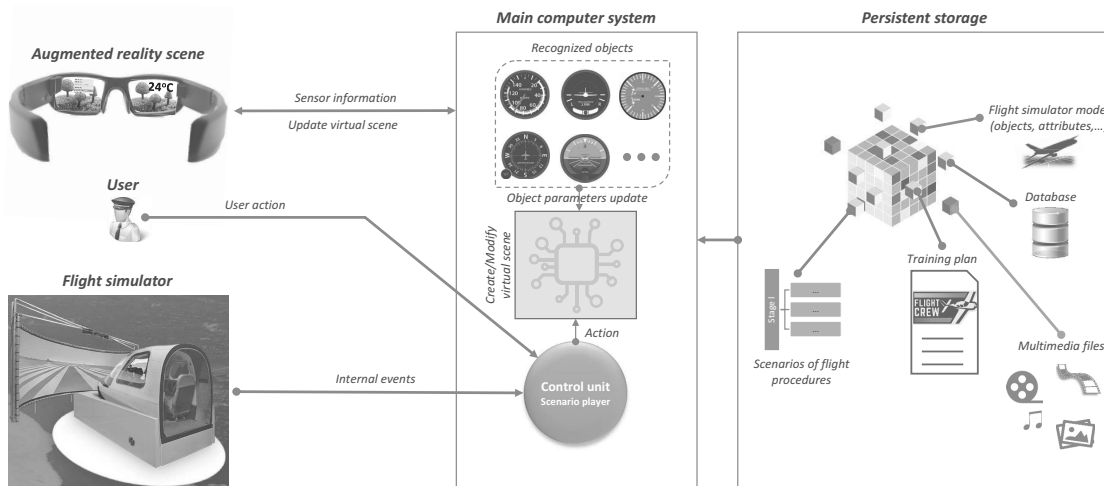 Main computer system
Persistent storage
Augmented reality scene
24°C
Sensor information
Update virtual scene
Recognized objects
N
E
S
W
Object parameters update
User
User action
Create/Modify
virtual scene
Action
Flight simulator
Internal events
Control unit
Scenario player
Flight simulator mode
(objects, attributes,...)
Database
Training plan
FLIGHT
CREW
Stage I
...
...
...
Scenarios of flight
procedures
Multimedia files